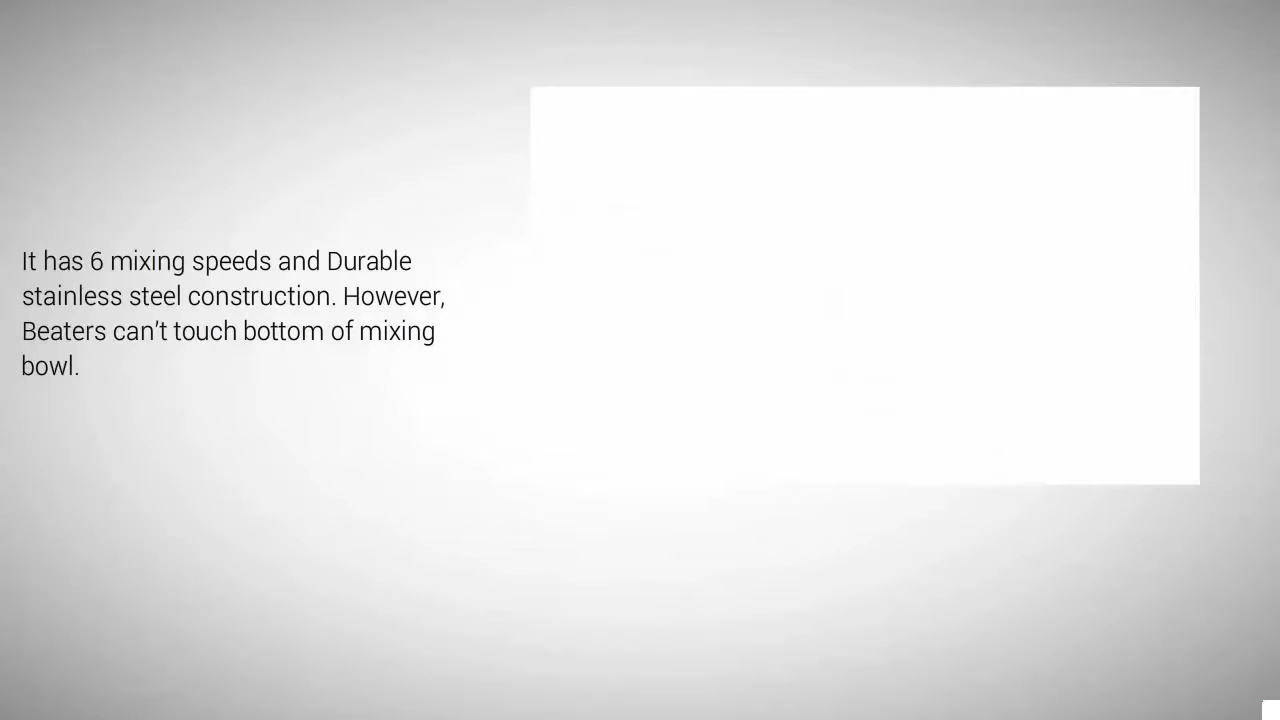 It has 6 mixing speeds and Durable
stainless steel construction. However,
Beaters can't touch bottom of mixing
bowl.